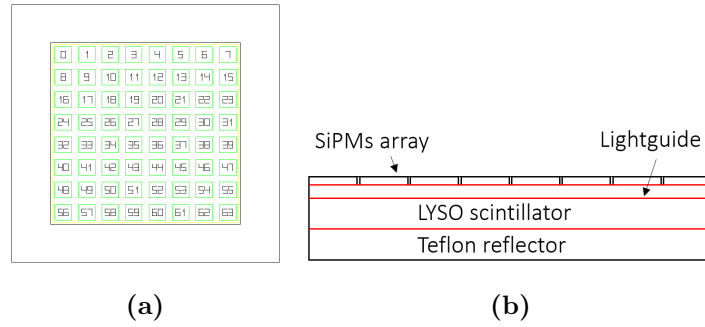 0 1 2 3 4 5 6 7
8 9 10 11 12 13 14 15
16 17 18 19 20 21 22 23
24 25 26 27 28 29 30 31
32 33 34 35 36 37 38 39
40 41 42 43 44 45 46 47
48 49 50 51 52 53 54 55
56 57 58 59 60 61 62 63
SiPMs array
Lightguide
LYSO scintillator
Teflon reflector
(a)
(b)